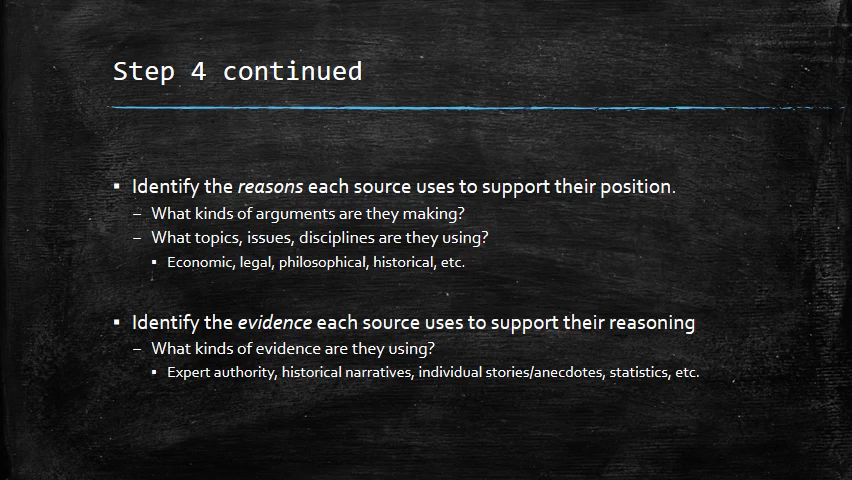 Step 4 continued
▪ Identify the reasons each source uses to support their position.
– What kinds of arguments are they making?
– What topics, issues, disciplines are they using?
▪ Economic, legal, philosophical, historical, etc.
▪ Identify the evidence each source uses to support their reasoning
– What kinds of evidence are they using?
▪ Expert authority, historical narratives, individual stories/anecdotes, statistics, etc.